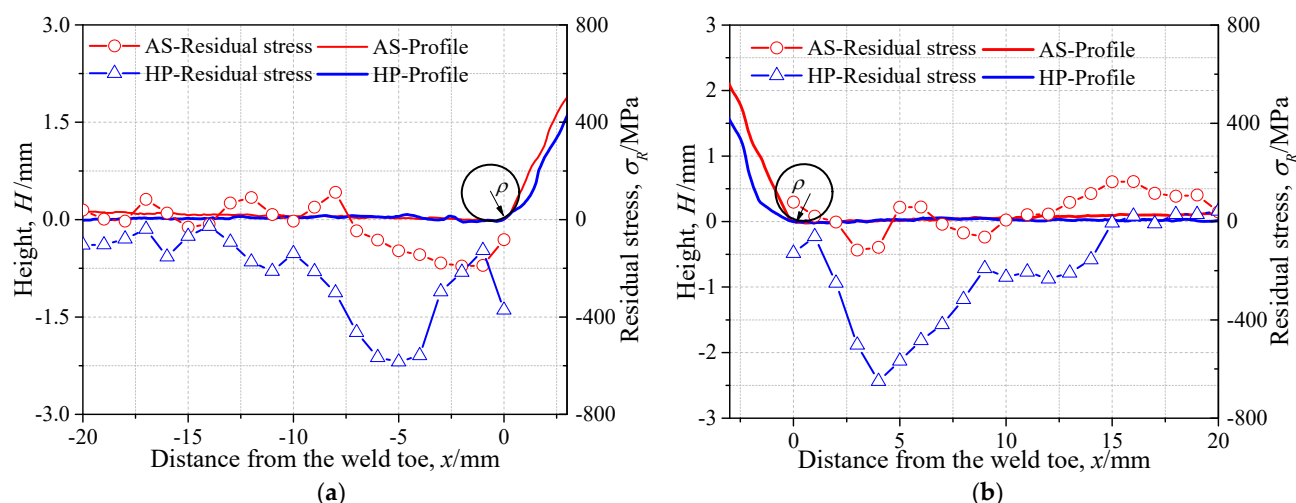 AS-Residual stress
AS-Profile
HP-Residual stress
HP-Profile
3.0
1.5
0.0
-1.5
-3.0
Height, H/mm
ρ
800
400
0
-400
-800
Residual stress, σR/MPa
-20
-15
-10
-5
0
Distance from the weld toe, x/mm
(a)
AS-Residual stress
AS-Profile
HP-Residual stress
HP-Profile
3
2
1
0
-1
-2
-3
Height, H/mm
ρ
800
400
0
-400
-800
Residual stress, σR/MPa
0
5
10
15
20
Distance from the weld toe, x/mm
(b)